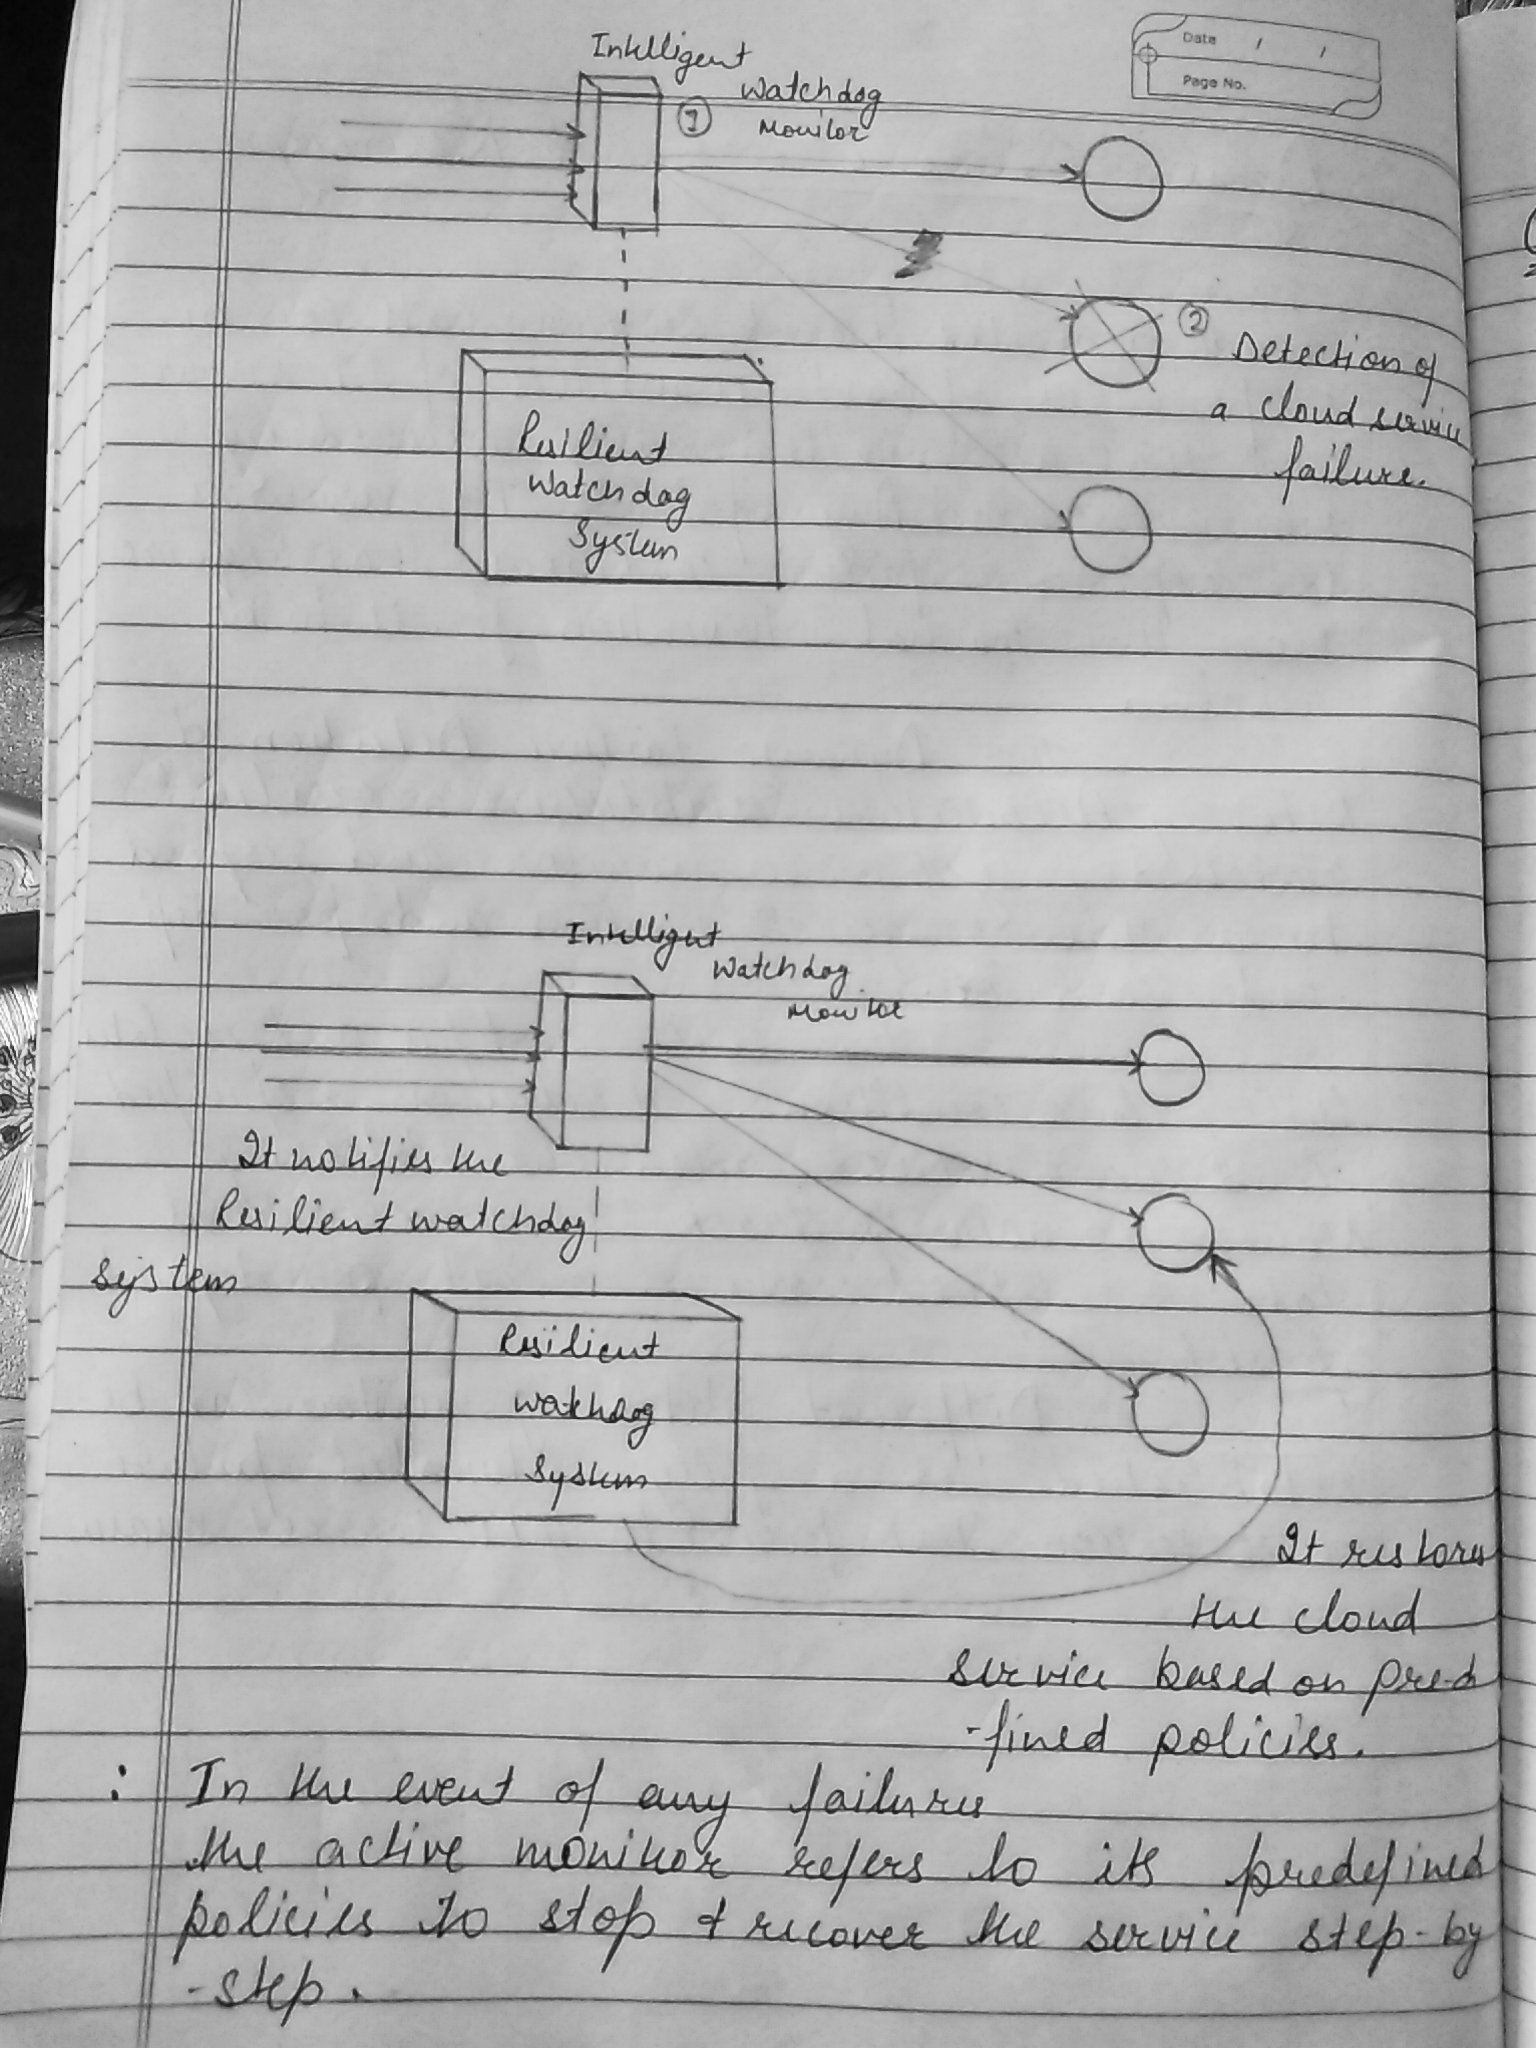 Date / /
Page No.
Intelligent
Watchdog
Monitor
1
2
Detection of
a cloud service
failure.
Resilient
Watchdog
System
Intelligent
Watchdog
Monitor
It notifies the
Resilient watchdog
system
Resilient
watchdog
System
It restores
the cloud
service based on pred
-fined policies.
: In the event of any failures
the active monitor refers to its predefined
policies to stop & recover the service step-by
-step.